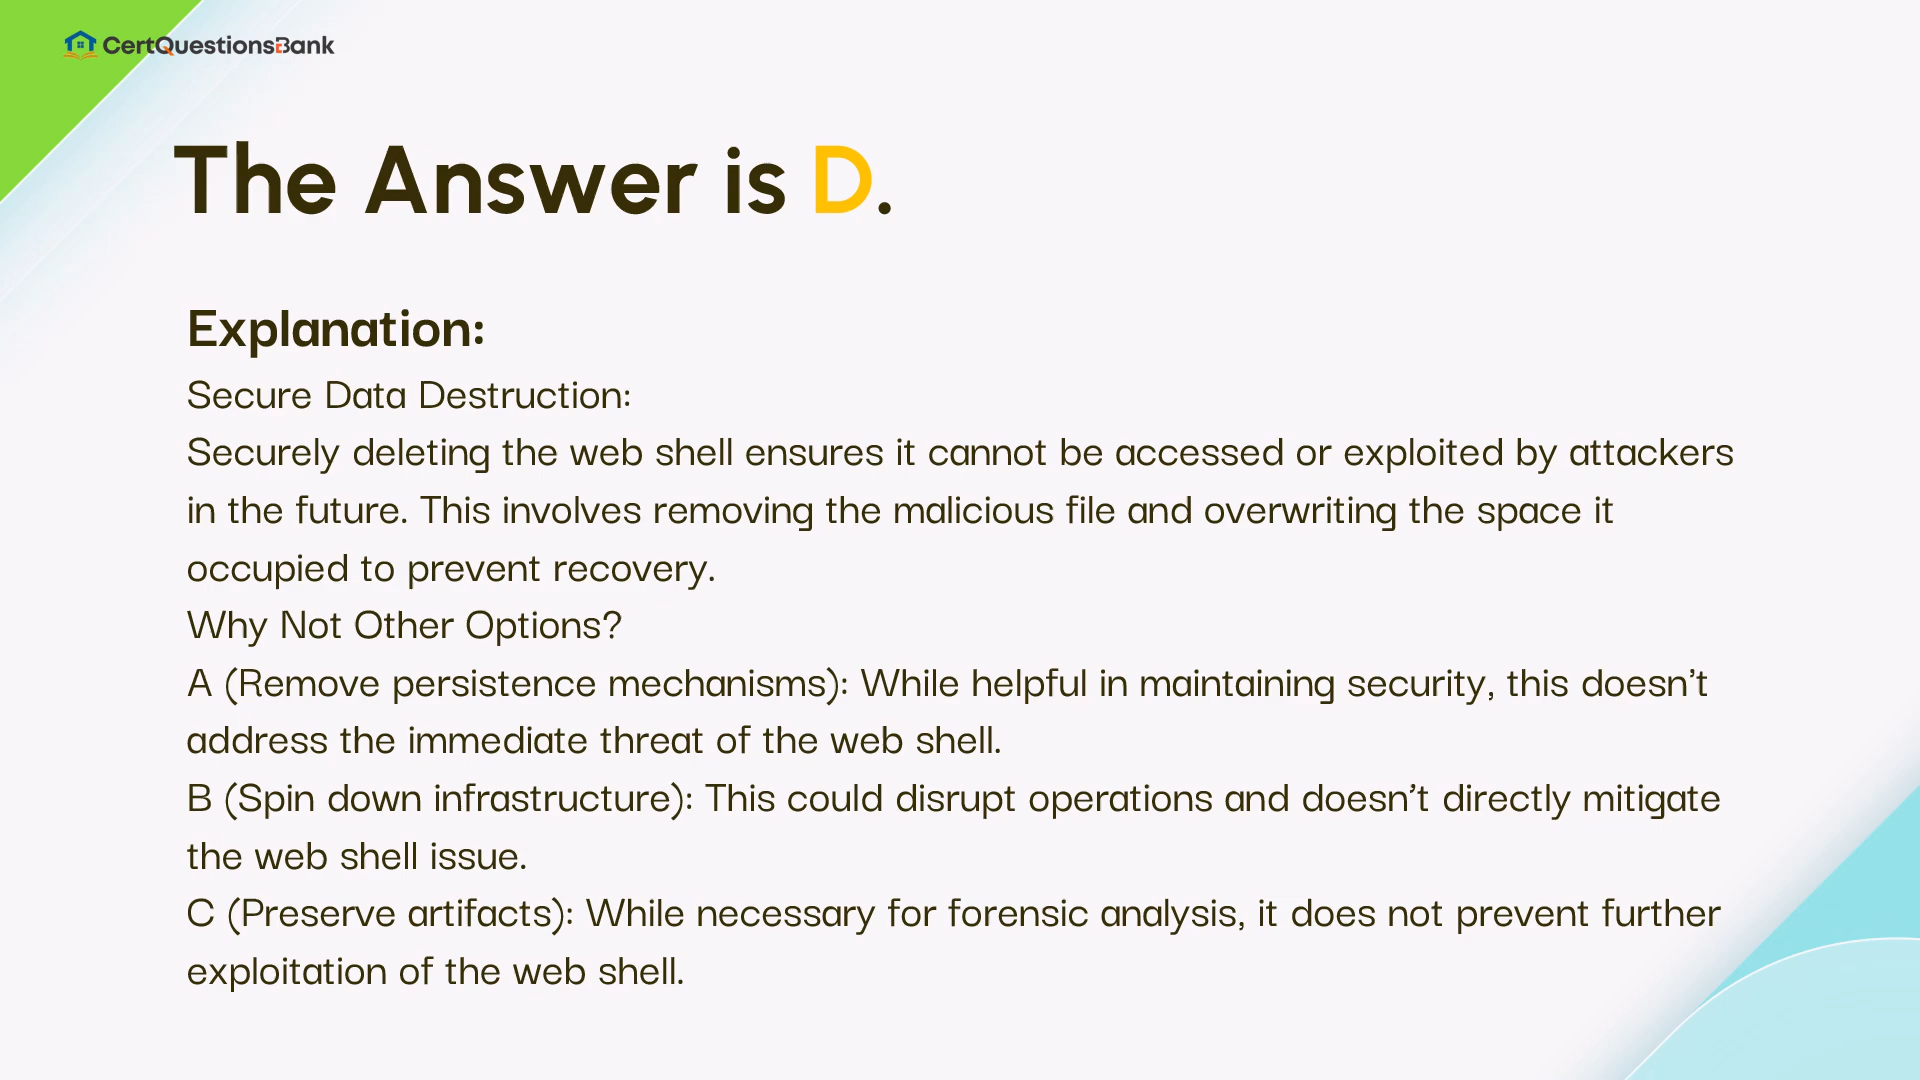 CertQuestionsBank
The Answer is D.
Explanation:
Secure Data Destruction:
Securely deleting the web shell ensures it cannot be accessed or exploited by attackers
in the future. This involves removing the malicious file and overwriting the space it
occupied to prevent recovery.
Why Not Other Options?
A (Remove persistence mechanisms): While helpful in maintaining security, this doesn’t
address the immediate threat of the web shell.
B (Spin down infrastructure): This could disrupt operations and doesn’t directly mitigate
the web shell issue.
C (Preserve artifacts): While necessary for forensic analysis, it does not prevent further
exploitation of the web shell.